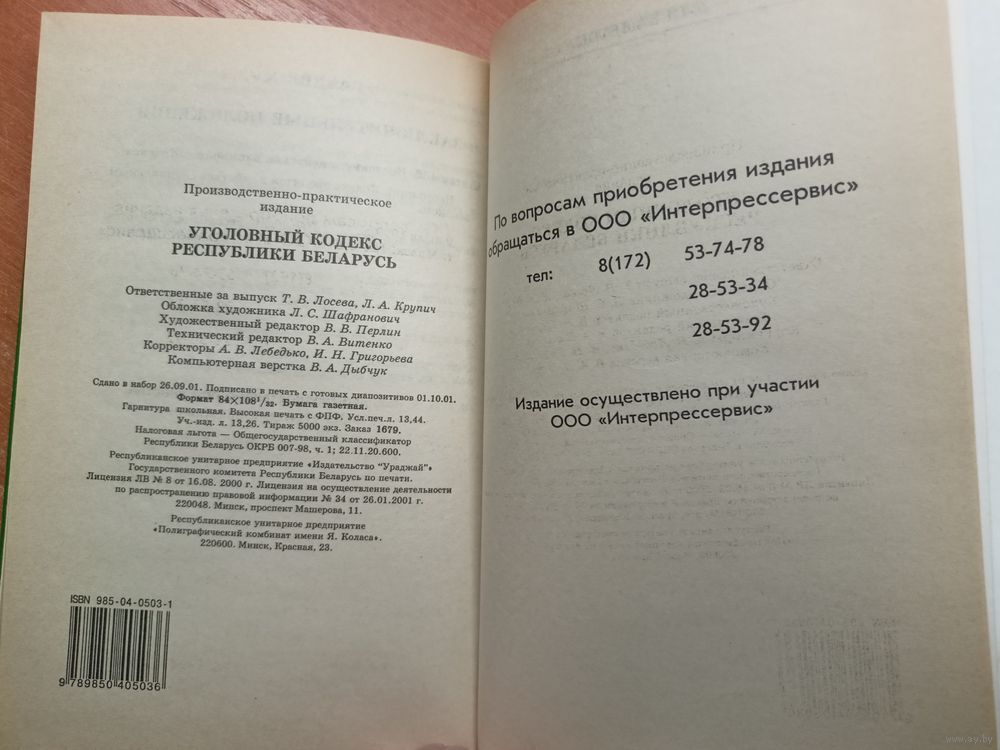 Производственно-практическое
издание
УГОЛОВНЫЙ КОДЕКС
РЕСПУБЛИКИ БЕЛАРУСЬ
Ответственные за выпуск Т. В. Лосева, Л. А. Крупич
Обложка художника Л. С. Шафранович
Художественный редактор В. В. Перлин
Технический редактор В. А. Витенко
Корректоры А. В. Лебедько, И. Н. Григорьева
Компьютерная верстка В. А. Дыбчук
Сдано в набор 26.09.01. Подписано в печать с готовых диапозитивов 01.10.01.
Формат 84×108¹/₃₂. Бумага газетная.
Гарнитура школьная. Высокая печать с ФПФ. Усл.печ.л. 13,44.
Уч.-изд. л. 13,26. Тираж 5000 экз. Заказ 1679.
Налоговая льгота — Общегосударственный классификатор
Республики Беларусь ОКРБ 007-98, ч. 1; 22.11.20.600.
Республиканское унитарное предприятие «Издательство "Ураджай"»
Государственного комитета Республики Беларусь по печати.
Лицензия ЛВ № 8 от 16.08. 2000 г. Лицензия на осуществление деятельности
по распространению правовой информации № 34 от 26.01.2001 г.
220048. Минск, проспект Машерова, 11.
Республиканское унитарное предприятие
«Полиграфический комбинат имени Я. Коласа».
220600. Минск, Красная, 23.
ISBN 985-04-0503-1
9 789850 405036
По вопросам приобретения издания
обращаться в ООО «Интерпрессервис»
тел: 8(172) 53-74-78
28-53-34
28-53-92
Издание осуществлено при участии
ООО «Интерпрессервис»
www.ay.by